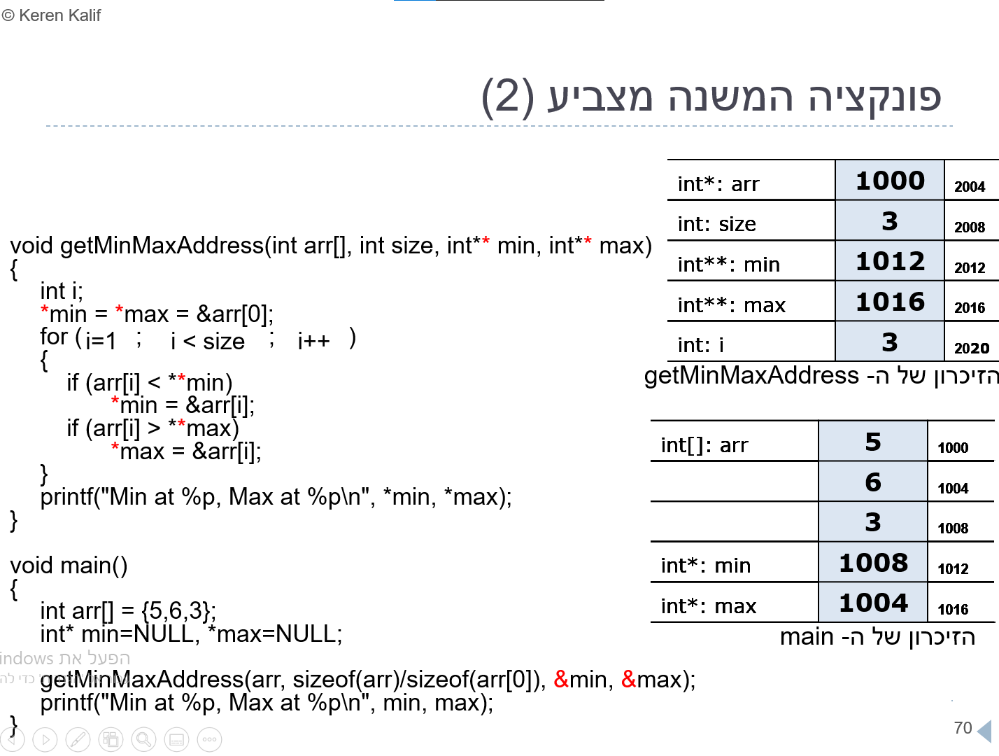 © Keren Kalif
פונקציה המשנה מצביע (2)
void getMinMaxAddress(int arr[], int size, int** min, int** max)
{
int i;
*min = *max = &arr[0];
for ( i=1 ; i < size ; i++ )
{
if (arr[i] < **min)
*min = &arr[i];
if (arr[i] > **max)
*max = &arr[i];
}
printf("Min at %p, Max at %p\n", *min, *max);
}
void main()
{
int arr[] = {5,6,3};
int* min=NULL, *max=NULL;
getMinMaxAddress(arr, sizeof(arr)/sizeof(arr[0]), &min, &max);
printf("Min at %p, Max at %p\n", min, max);
}
int*: arr 1000 2004
int: size 3 2008
int**: min 1012 2012
int**: max 1016 2016
int: i 3 2020
הזיכרון של ה- getMinMaxAddress
int[]: arr 5 1000
6 1004
3 1008
int*: min 1008 1012
int*: max 1004 1016
הזיכרון של ה- main
הפעל את indows
כדי לה
70